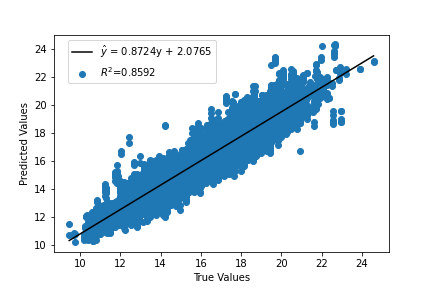 ŷ = 0.8724y + 2.0765
R²=0.8592
24
22
20
18
16
14
12
10
Predicted Values
10 12 14 16 18 20 22 24
True Values